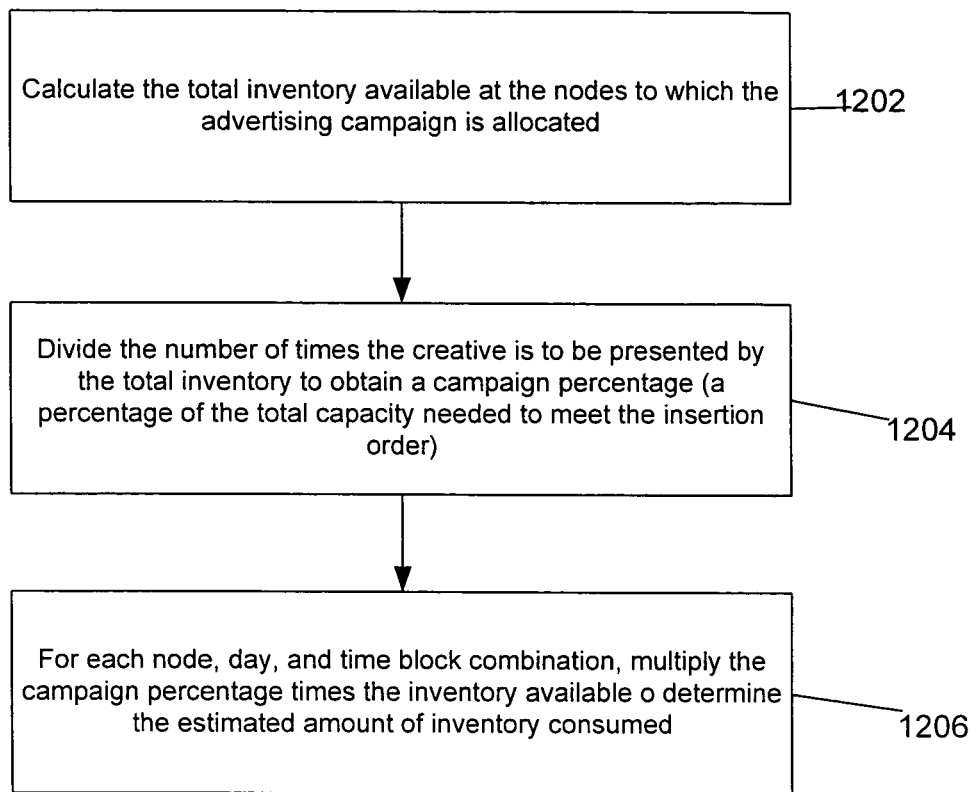 Calculate the total inventory available at the nodes to which the
advertising campaign is allocated
1202
Divide the number of times the creative is to be presented by
the total inventory to obtain a campaign percentage (a
percentage of the total capacity needed to meet the insertion
order)
1204
For each node, day, and time block combination, multiply the
campaign percentage times the inventory available o determine
the estimated amount of inventory consumed
1206